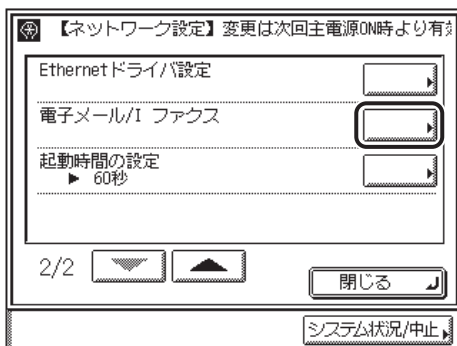 【ネットワーク設定】変更は次回主電源ON時より有効
Ethernetドライバ設定
電子メール/I ファクス
起動時間の設定
▶ 60秒
2/2
閉じる
システム状況/中止